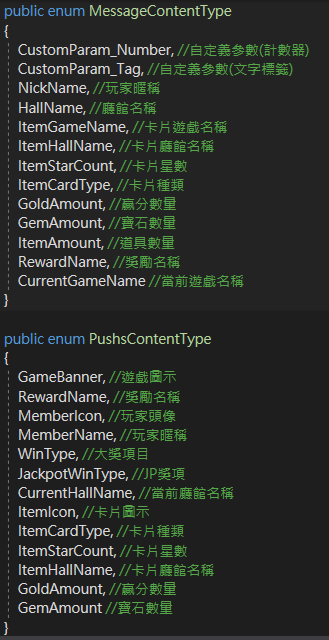 public enum MessageContentType
{
CustomParam_Number, //自定義參數(計數器)
CustomParam_Tag, //自定義參數(文字標籤)
NickName, //玩家暱稱
HallName, //廳館名稱
ItemGameName, //卡片遊戲名稱
ItemHallName, //卡片廳館名稱
ItemStarCount, //卡片星數
ItemCardType, //卡片種類
GoldAmount, //贏分數量
GemAmount, //寶石數量
ItemAmount, //道具數量
RewardName, //獎勵名稱
CurrentGameName //當前遊戲名稱
}
public enum PushsContentType
{
GameBanner, //遊戲圖示
RewardName, //獎勵名稱
MemberIcon, //玩家頭像
MemberName, //玩家暱稱
WinType, //大獎項目
JackpotWinType, //JP獎項
CurrentHallName, //當前廳館名稱
ItemIcon, //卡片圖示
ItemCardType, //卡片種類
ItemStarCount, //卡片星數
ItemHallName, //卡片廳館名稱
GoldAmount, //贏分數量
GemAmount //寶石數量
}